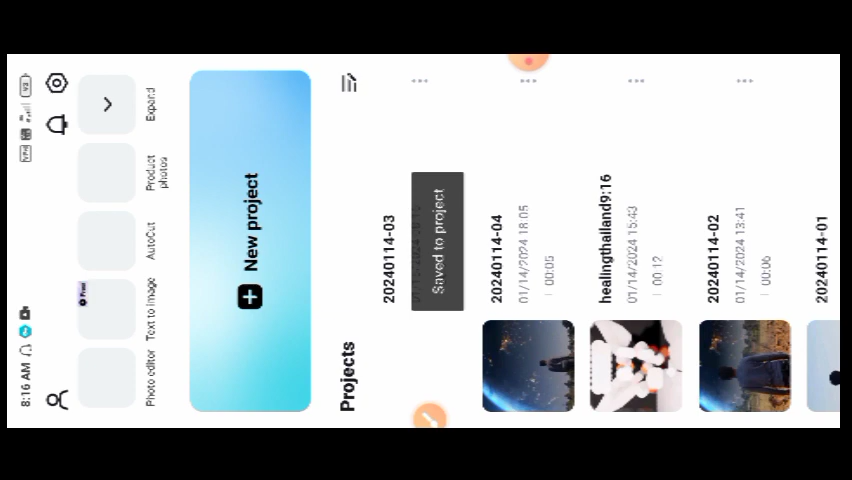 8:16 AM
Photo editor
Text to image
AutoCut
Product photos
Expand
New project
Projects
20240114-03
Saved to project
20240114-04
01/14/2024 18:05
| 00:05
healingthailand9:16
01/14/2024 15:43
| 00:12
20240114-02
01/14/2024 13:41
| 00:06
20240114-01